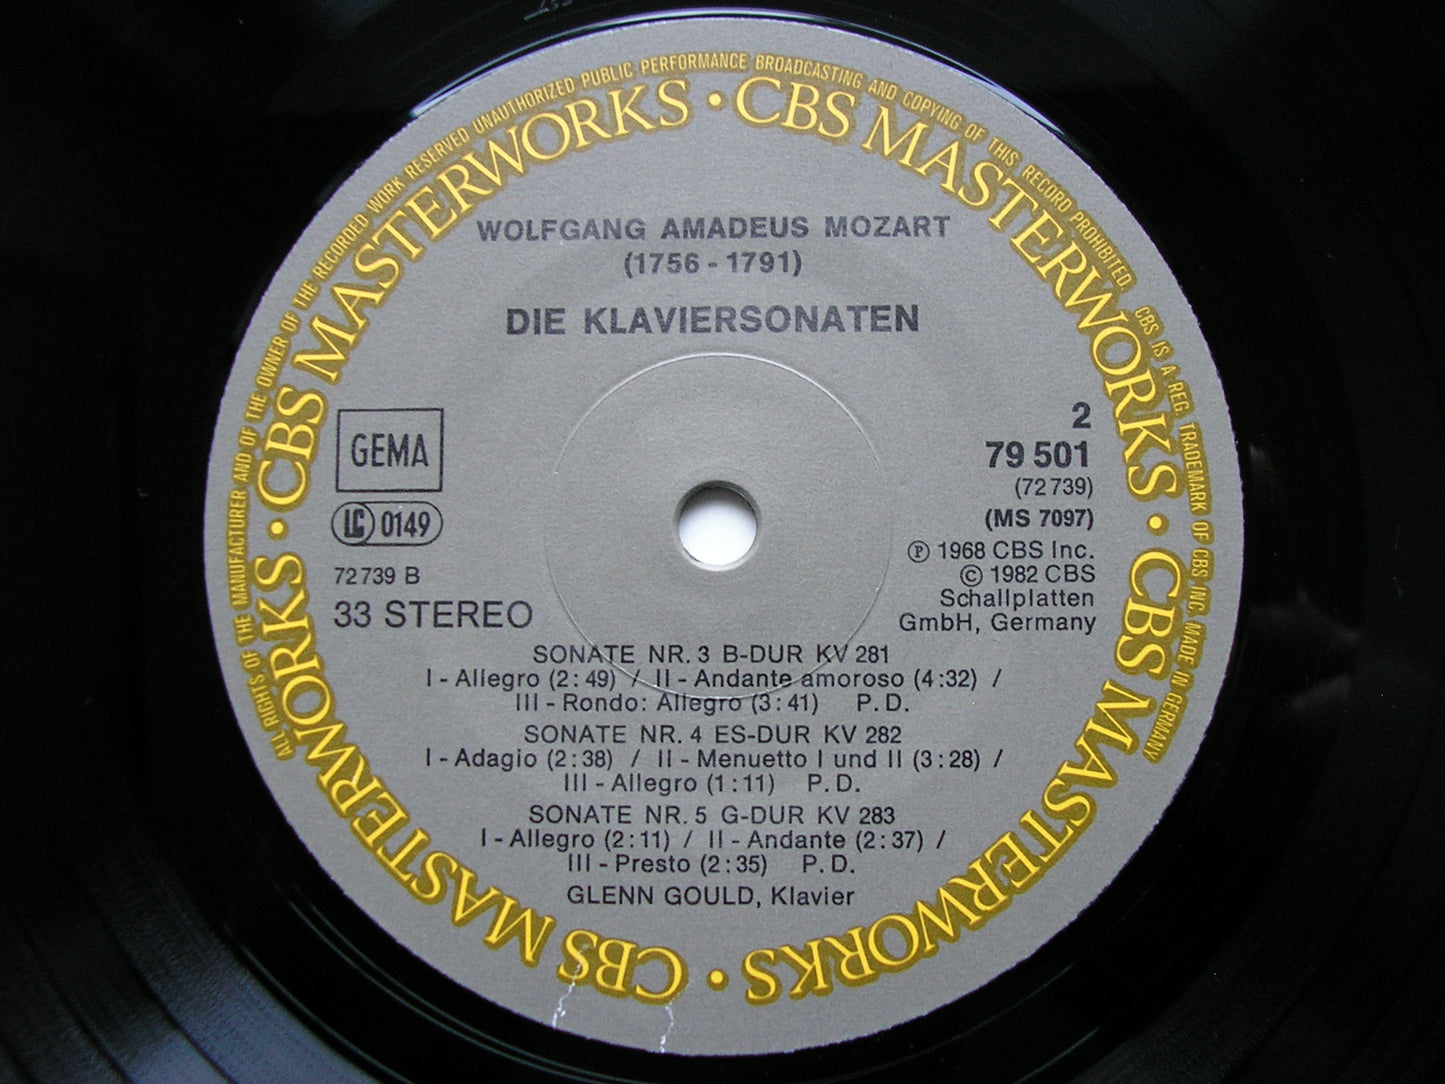 ALL RIGHTS OF THE MANUFACTURER AND OF THE OWNER OF THE RECORDED WORK RESERVED UNAUTHORIZED PUBLIC PERFORMANCE BROADCASTING AND COPYING OF THIS RECORD PROHIBITED. CBS IS A REG. TRADEMARK OF CBS INC. MADE IN GERMANY
CBS MASTERWORKS • CBS MASTERWORKS • CBS MASTERWORKS • CBS MASTERWORKS •
WOLFGANG AMADEUS MOZART
(1756 - 1791)
DIE KLAVIERSONATEN
GEMA
LC 0149
72 739 B
33 STEREO
2
79 501
(72 739)
(MS 7097)
Ⓟ 1968 CBS Inc.
© 1982 CBS
Schallplatten
GmbH, Germany
SONATE NR. 3 B-DUR KV 281
I - Allegro (2:49) / II - Andante amoroso (4:32) /
III - Rondo: Allegro (3:41) P.D.
SONATE NR. 4 ES-DUR KV 282
I - Adagio (2:38) / II - Menuetto I und II (3:28) /
III - Allegro (1:11) P.D.
SONATE NR. 5 G-DUR KV 283
I - Allegro (2:11) / II - Andante (2:37) /
III - Presto (2:35) P.D.
GLENN GOULD, Klavier